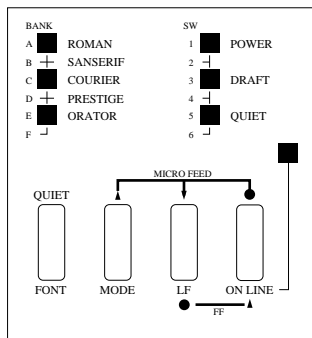 BANK SW
A ROMAN 1 POWER
B SANSERIF 2
C COURIER 3 DRAFT
D PRESTIGE 4
E ORATOR 5 QUIET
F 6
MICRO FEED
QUIET
FONT MODE LF ON LINE
FF